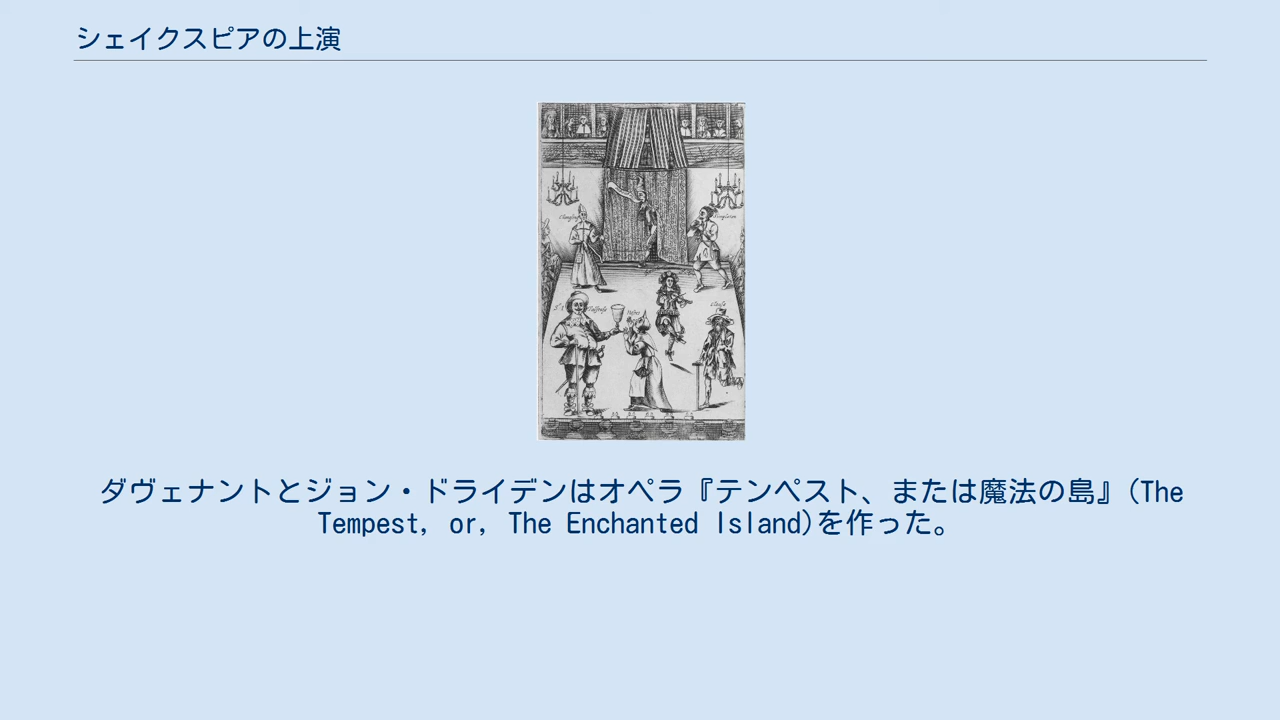 シェイクスピアの上演
ダヴェナントとジョン・ドライデンはオペラ『テンペスト、または魔法の島』(The
Tempest, or, The Enchanted Island)を作った。